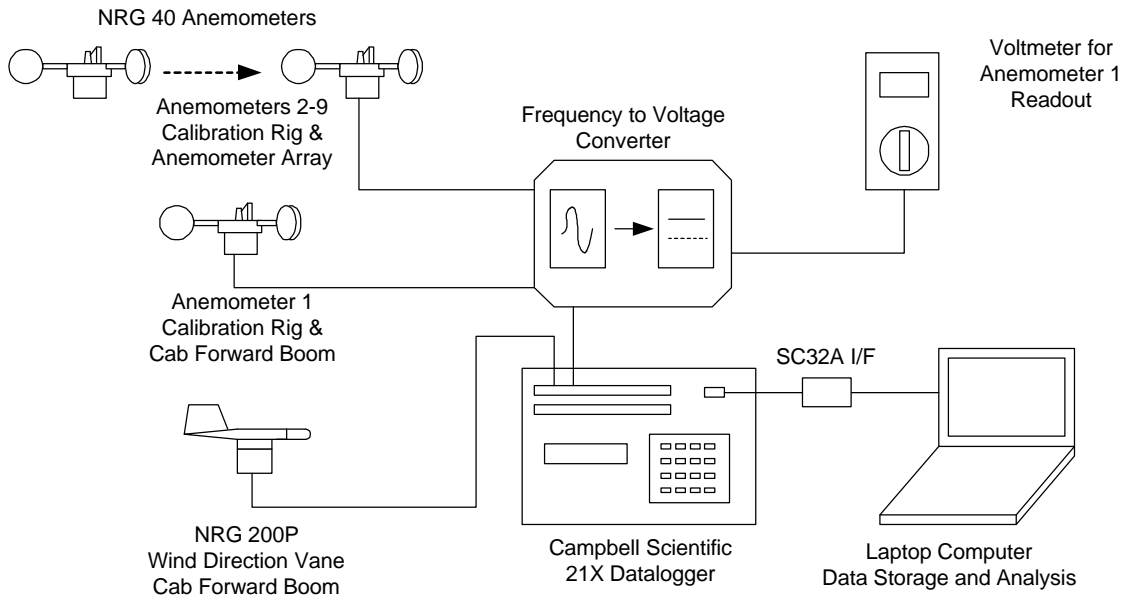 NRG 40 Anemometers
Anemometers 2-9
Calibration Rig &
Anemometer Array
Frequency to Voltage
Converter
Voltmeter for
Anemometer 1
Readout
Anemometer 1
Calibration Rig &
Cab Forward Boom
SC32A I/F
NRG 200P
Wind Direction Vane
Cab Forward Boom
Campbell Scientific
21X Datalogger
Laptop Computer
Data Storage and Analysis